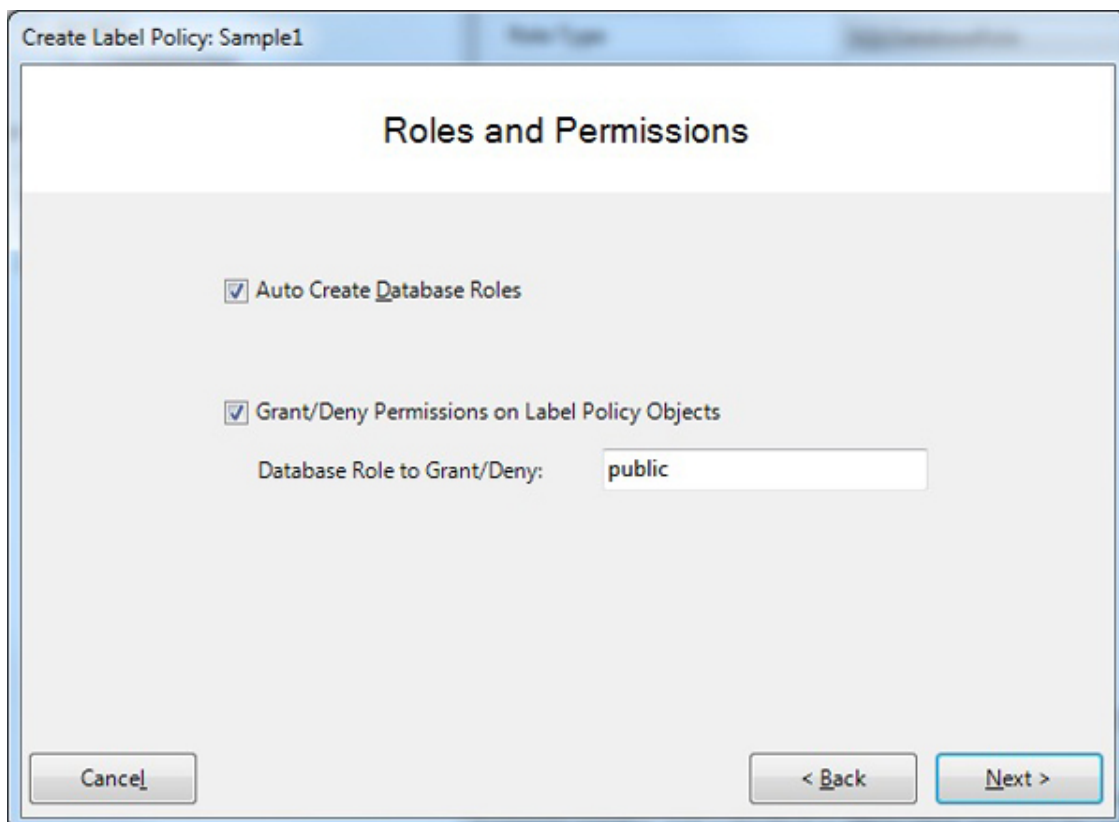 Create Label Policy: Sample1
Roles and Permissions
Auto Create Database Roles
Grant/Deny Permissions on Label Policy Objects
Database Role to Grant/Deny: public
Cancel < Back Next >